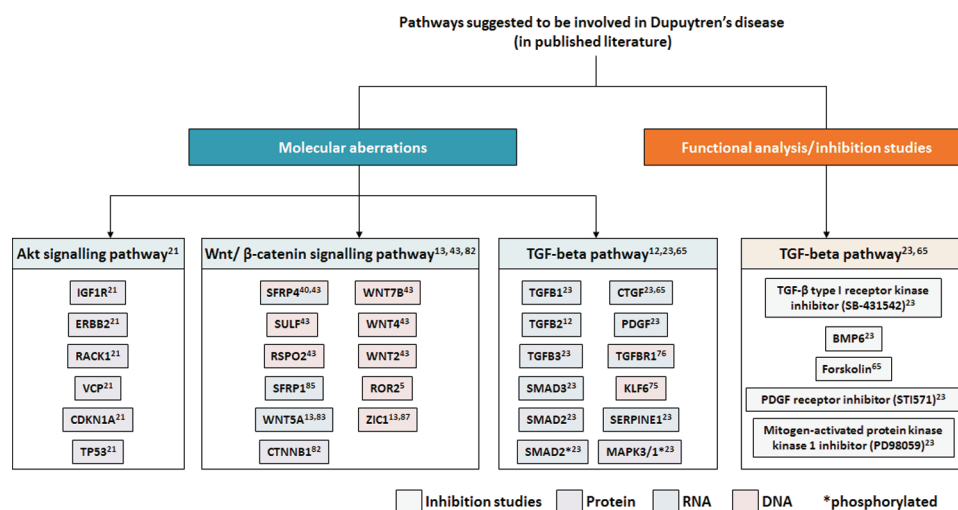 Pathways suggested to be involved in Dupuytren's disease
(in published literature)
Molecular aberrations
Functional analysis/inhibition studies
Akt signalling pathway21
IGF1R21
ERBB221
RACK121
VCP21
CDKN1A21
TP5321
Wnt/ β-catenin signalling pathway13, 43, 82
SFRP440,43
WNT7B43
SULF43
WNT443
RSPO243
WNT243
SFRP185
ROR25
WNT5A13,83
ZIC113,87
CTNNB182
TGF-beta pathway12,23,65
TGFB123
CTGF23,65
TGFB212
PDGF23
TGFB323
TGFBR176
SMAD323
KLF675
SMAD223
SERPINE123
SMAD2*23
MAPK3/1*23
TGF-beta pathway23, 65
TGF-β type I receptor kinase
inhibitor (SB-431542)23
BMP623
Forskolin65
PDGF receptor inhibitor (STI571)23
Mitogen-activated protein kinase
kinase 1 inhibitor (PD98059)23
Inhibition studies
Protein
RNA
DNA
*phosphorylated